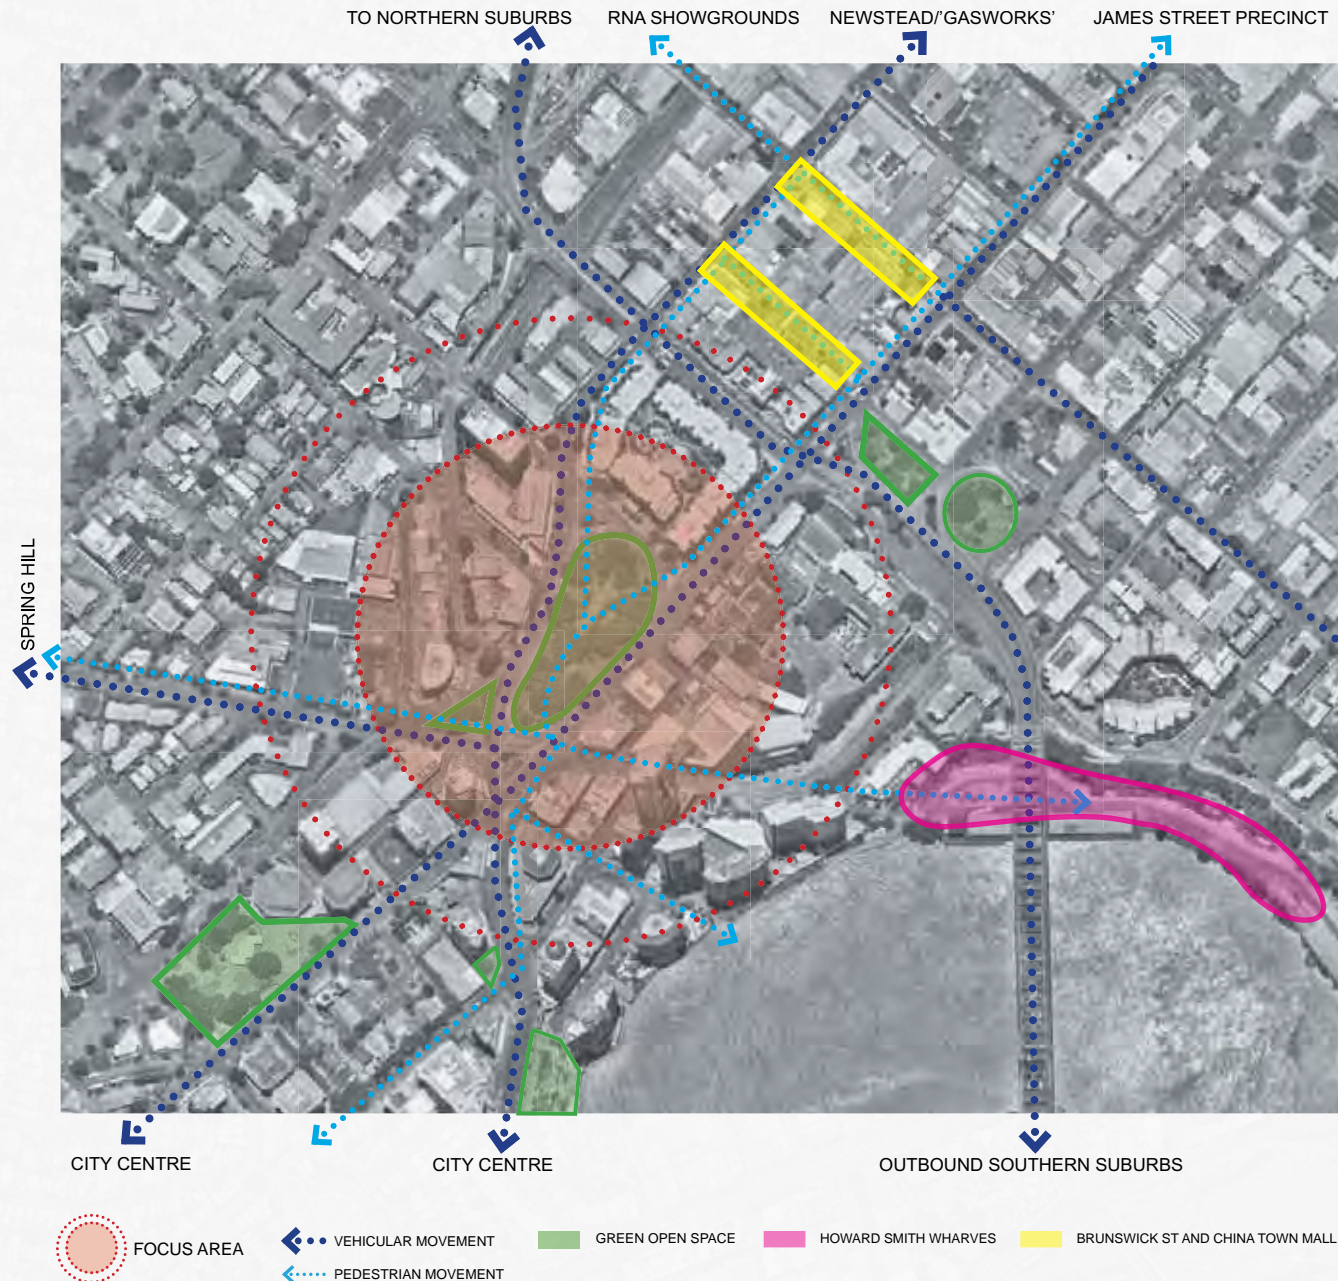 TO NORTHERN SUBURBS
RNA SHOWGROUNDS
NEWSTEAD/'GASWORKS'
JAMES STREET PRECINCT
SPRING HILL
CITY CENTRE
CITY CENTRE
OUTBOUND SOUTHERN SUBURBS
FOCUS AREA
VEHICULAR MOVEMENT
GREEN OPEN SPACE
HOWARD SMITH WHARVES
BRUNSWICK ST AND CHINA TOWN MALL
PEDESTRIAN MOVEMENT